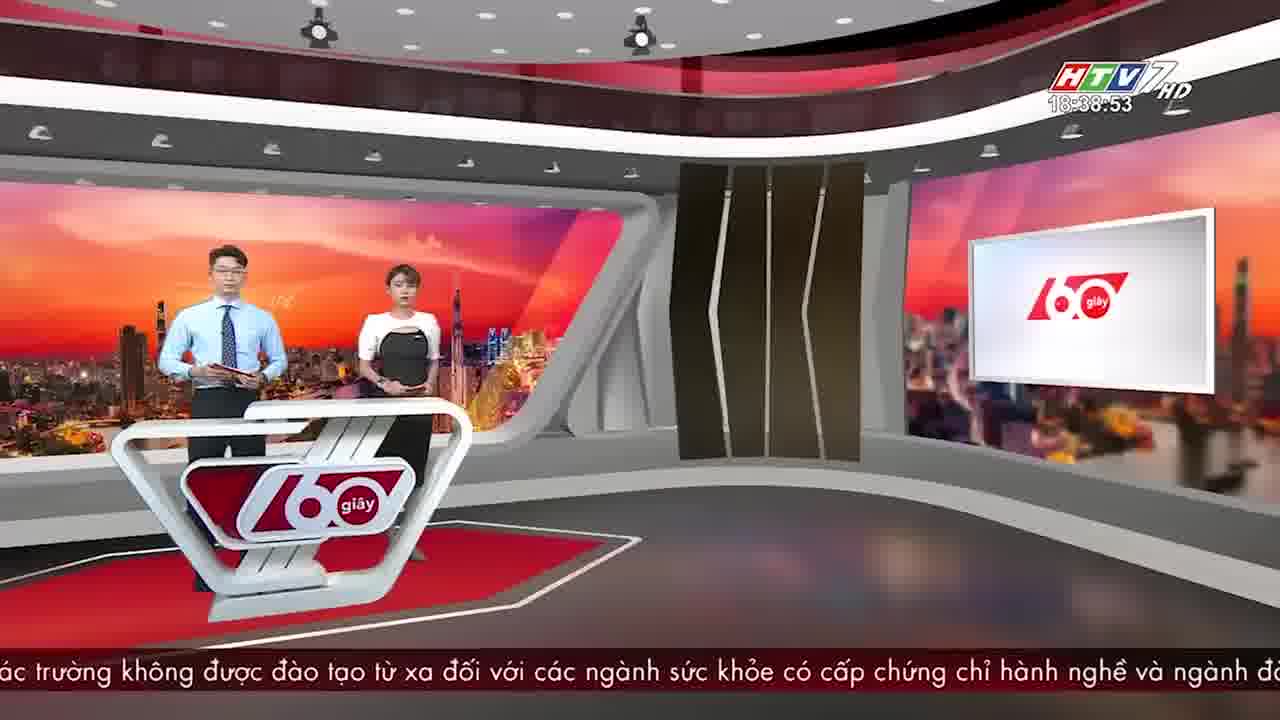 HTV7
HD
18:38:53
60 giây
60 giây
ác trường không được đào tạo từ xa đối với các ngành sức khỏe có cấp chứng chỉ hành nghề và ngành đ